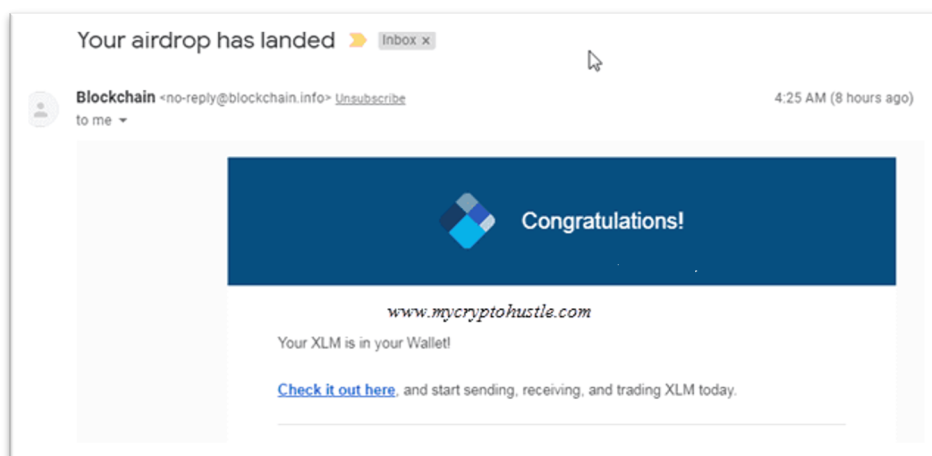 Your airdrop has landed Inbox x
Blockchain <no-reply@blockchain.info> Unsubscribe 4:25 AM (8 hours ago)
to me
Congratulations!
www.mycryptohustle.com
Your XLM is in your Wallet!
Check it out here, and start sending, receiving, and trading XLM today.